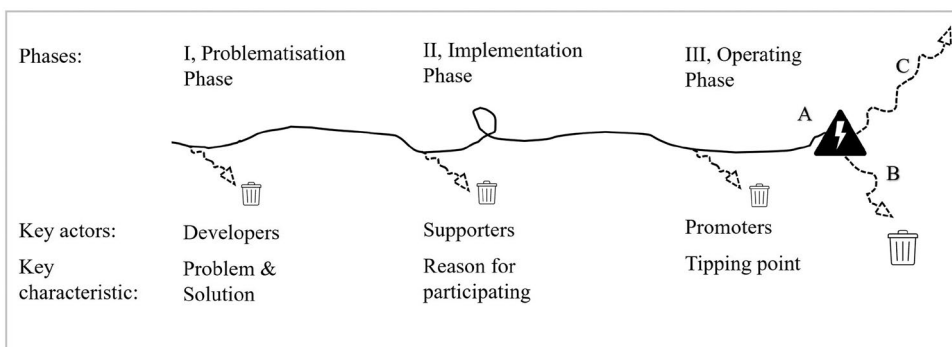 Phases:
I, Problematisation
Phase
II, Implementation
Phase
III, Operating
Phase
C
A
B
Key actors:
Developers
Supporters
Promoters
Key
characteristic:
Problem &
Solution
Reason for
participating
Tipping point